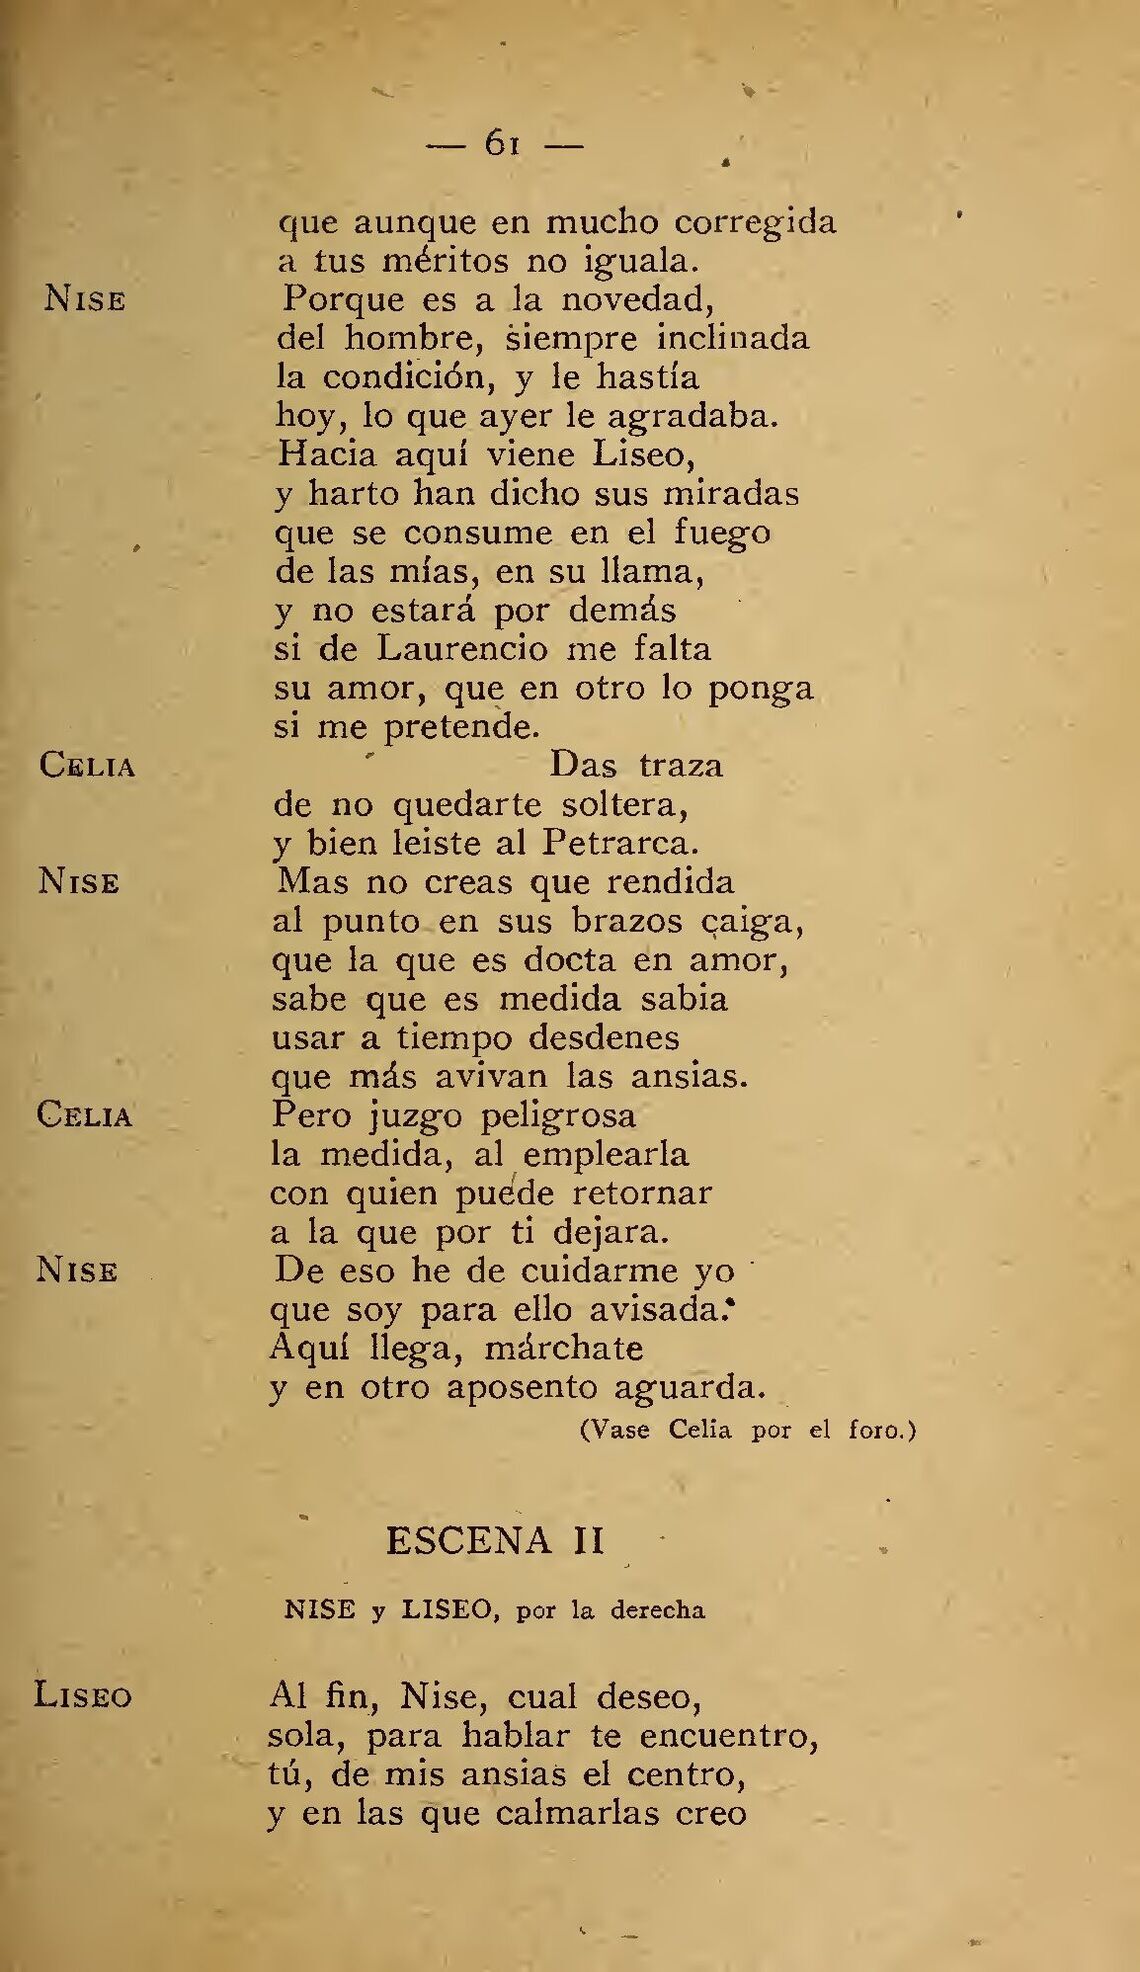 — 61 —
que aunque en mucho corregida
a tus méritos no iguala.
NISE Porque es a la novedad,
del hombre, siempre inclinada
la condición, y le hastía
hoy, lo que ayer le agradaba.
Hacia aquí viene Liseo,
y harto han dicho sus miradas
que se consume en el fuego
de las mías, en su llama,
y no estará por demás
si de Laurencio me falta
su amor, que en otro lo ponga
si me pretende.
CELIA Das traza
de no quedarte soltera,
y bien leiste al Petrarca.
NISE Mas no creas que rendida
al punto en sus brazos caiga,
que la que es docta en amor,
sabe que es medida sabia
usar a tiempo desdenes
que más avivan las ansias.
CELIA Pero juzgo peligrosa
la medida, al emplearla
con quien puede retornar
a la que por ti dejara.
NISE De eso he de cuidarme yo
que soy para ello avisada.
Aquí llega, márchate
y en otro aposento aguarda.
(Vase Celia por el foro.)
ESCENA II
NISE y LISEO, por la derecha
LISEO Al fin, Nise, cual deseo,
sola, para hablar te encuentro,
tú, de mis ansias el centro,
y en las que calmarlas creo